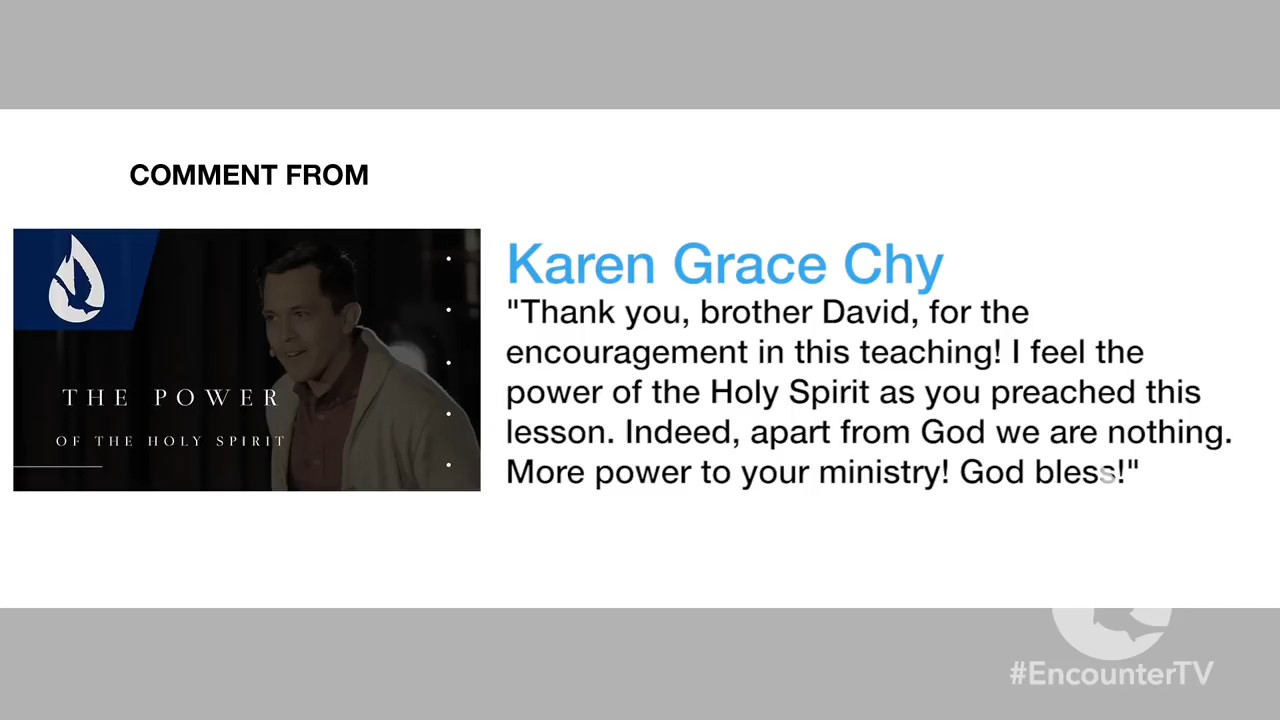 COMMENT FROM
THE POWER
OF THE HOLY SPIRIT
Karen Grace Chy
"Thank you, brother David, for the
encouragement in this teaching! I feel the
power of the Holy Spirit as you preached this
lesson. Indeed, apart from God we are nothing.
More power to your ministry! God bless!"
#EncounterTV